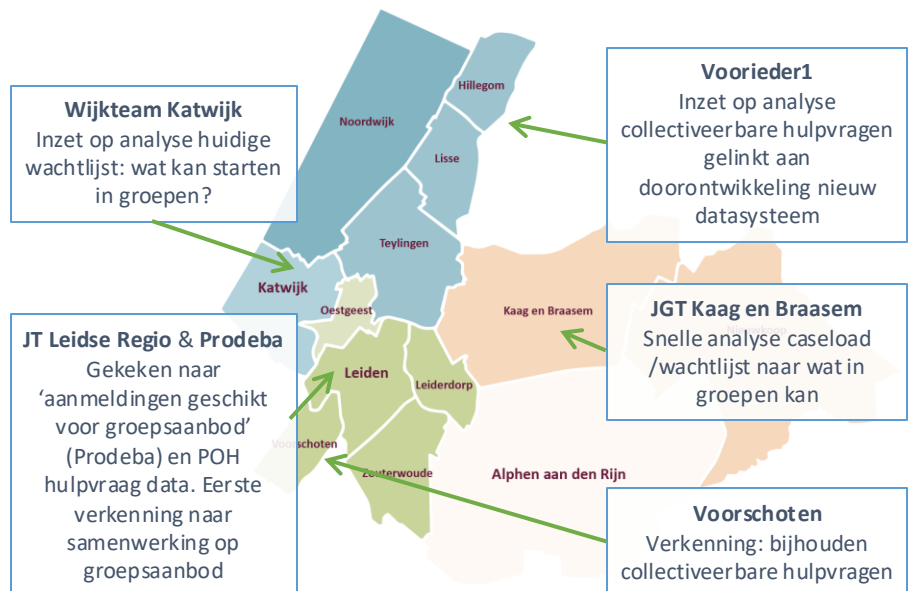 Wijkteam Katwijk
Inzet op analyse huidige
wachtlijst: wat kan starten
in groepen?
Voorieder1
Inzet op analyse
collectiveerbare hulpvragen
gelinkt aan
doorontwikkeling nieuw
datasysteem
Hillegom
Noordwijk
Lisse
Teylingen
Katwijk
Oestgeest
Kaag en Braasem
Nieuwkoop
JT Leidse Regio & Prodeba
Gekeken naar
‘aanmeldingen geschikt
voor groepsaanbod’
(Prodeba) en POH
hulpvraag data. Eerste
verkenning naar
samenwerking op
groepsaanbod
JGT Kaag en Braasem
Snelle analyse caseload
/wachtlijst naar wat in
groepen kan
Leiden
Leiderdorp
Voorschoten
Zoeterwoude
Alphen aan den Rijn
Voorschoten
Verkenning: bijhouden
collectiveerbare hulpvragen